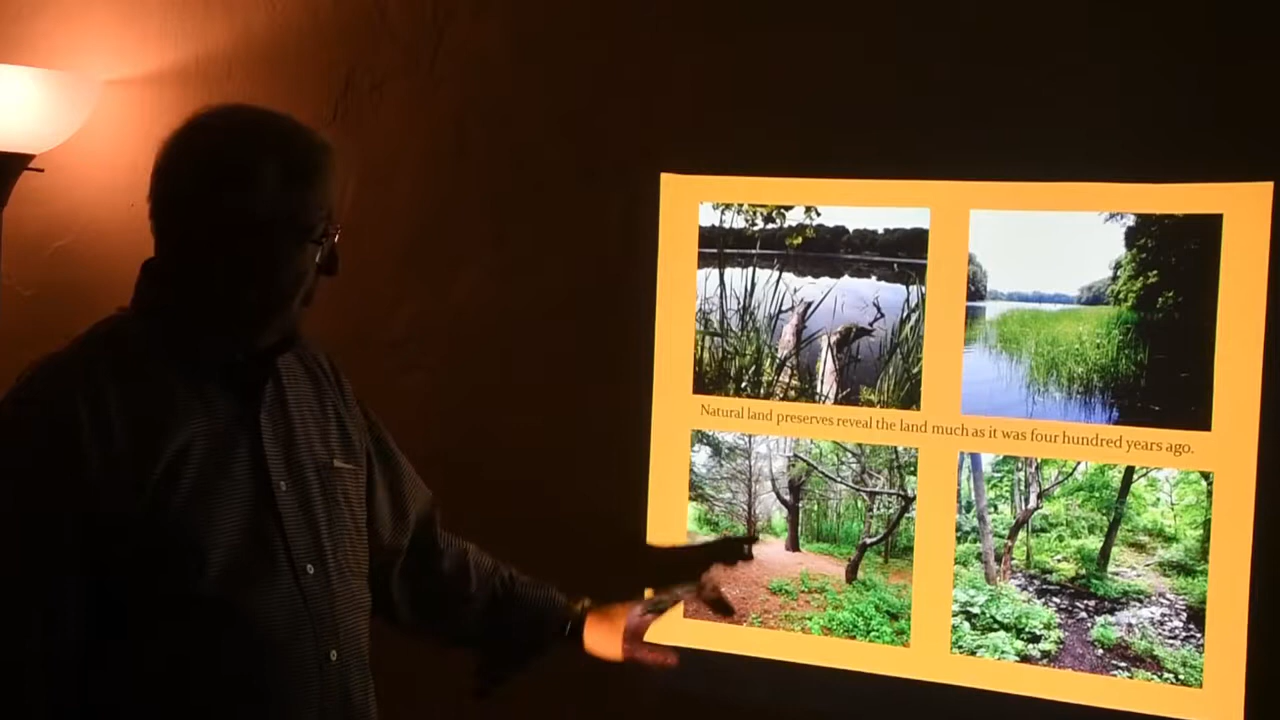 Natural land preserves reveal the land much as it was four hundred years ago.